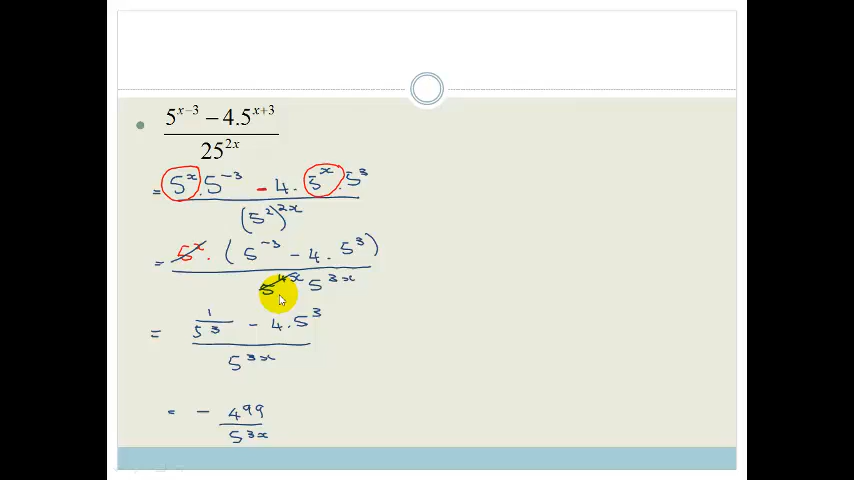 5^{x-3} - 4.5^{x+3}
25^{2x}
= 5^x . 5^{-3} - 4 . 5^x . 5^3
(5^2)^{2x}
= 5^x . (5^{-3} - 4 . 5^3)
5^{4x} 5^{3x}
= 1/5^3 - 4 . 5^3
5^{3x}
= - 499
5^{3x}